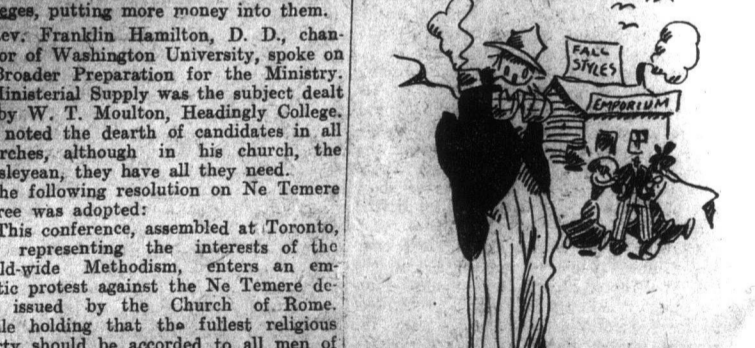 eges, putting more money into them.
ev. Franklin Hamilton, D. D., chan-
or of Washington University, spoke on
Broader Preparation for the Ministry.
Ministerial Supply was the subject dealt
by W. T. Moulton, Headingly College.
noted the dearth of candidates in all
rches, although in his church, the
sleyean, they have all they need.
he following resolution on Ne Temere
ree was adopted:
This conference, assembled at Toronto,
representing the interests of the
ld-wide Methodism, enters an em-
tic protest against the Ne Temere de-
issued by the Church of Rome.
le holding that the fullest religious
rty should be accorded to all men of
FALL
STYLES
EMPORIUM